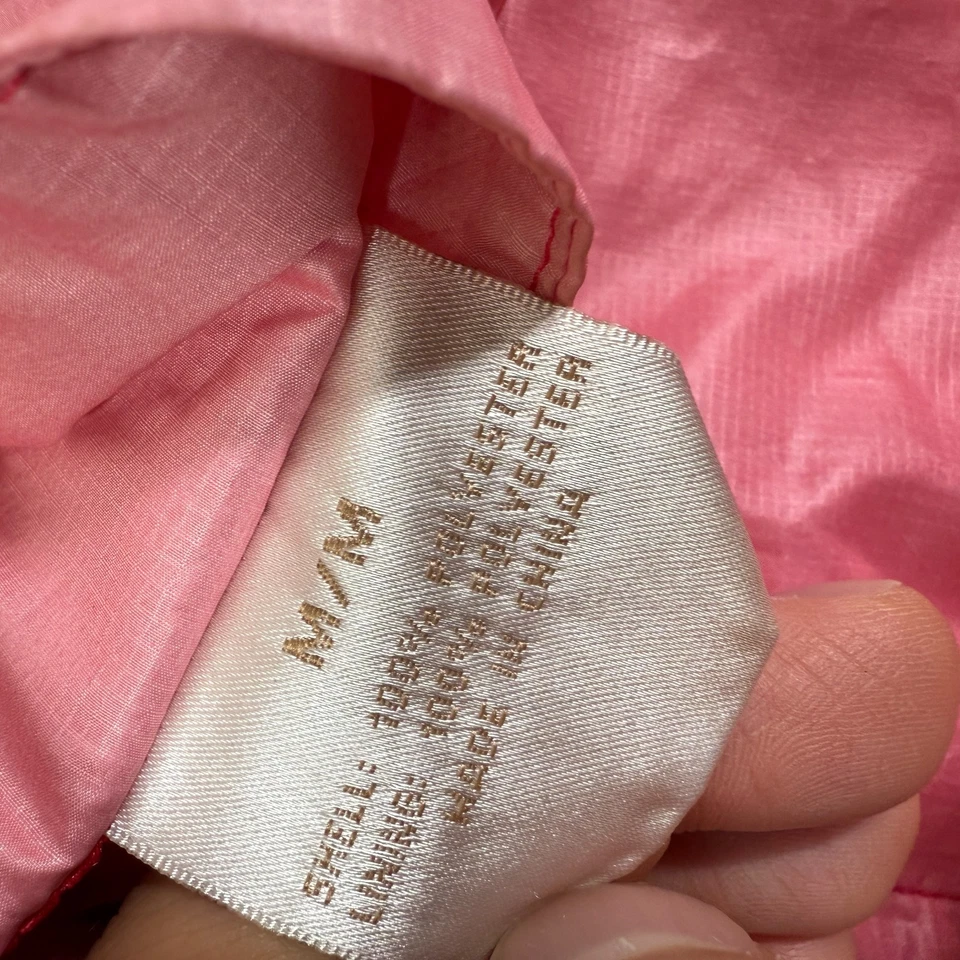 M/M
SHELL: 100% POLYESTER
LINING: 100% POLYESTER
MADE IN CHINA